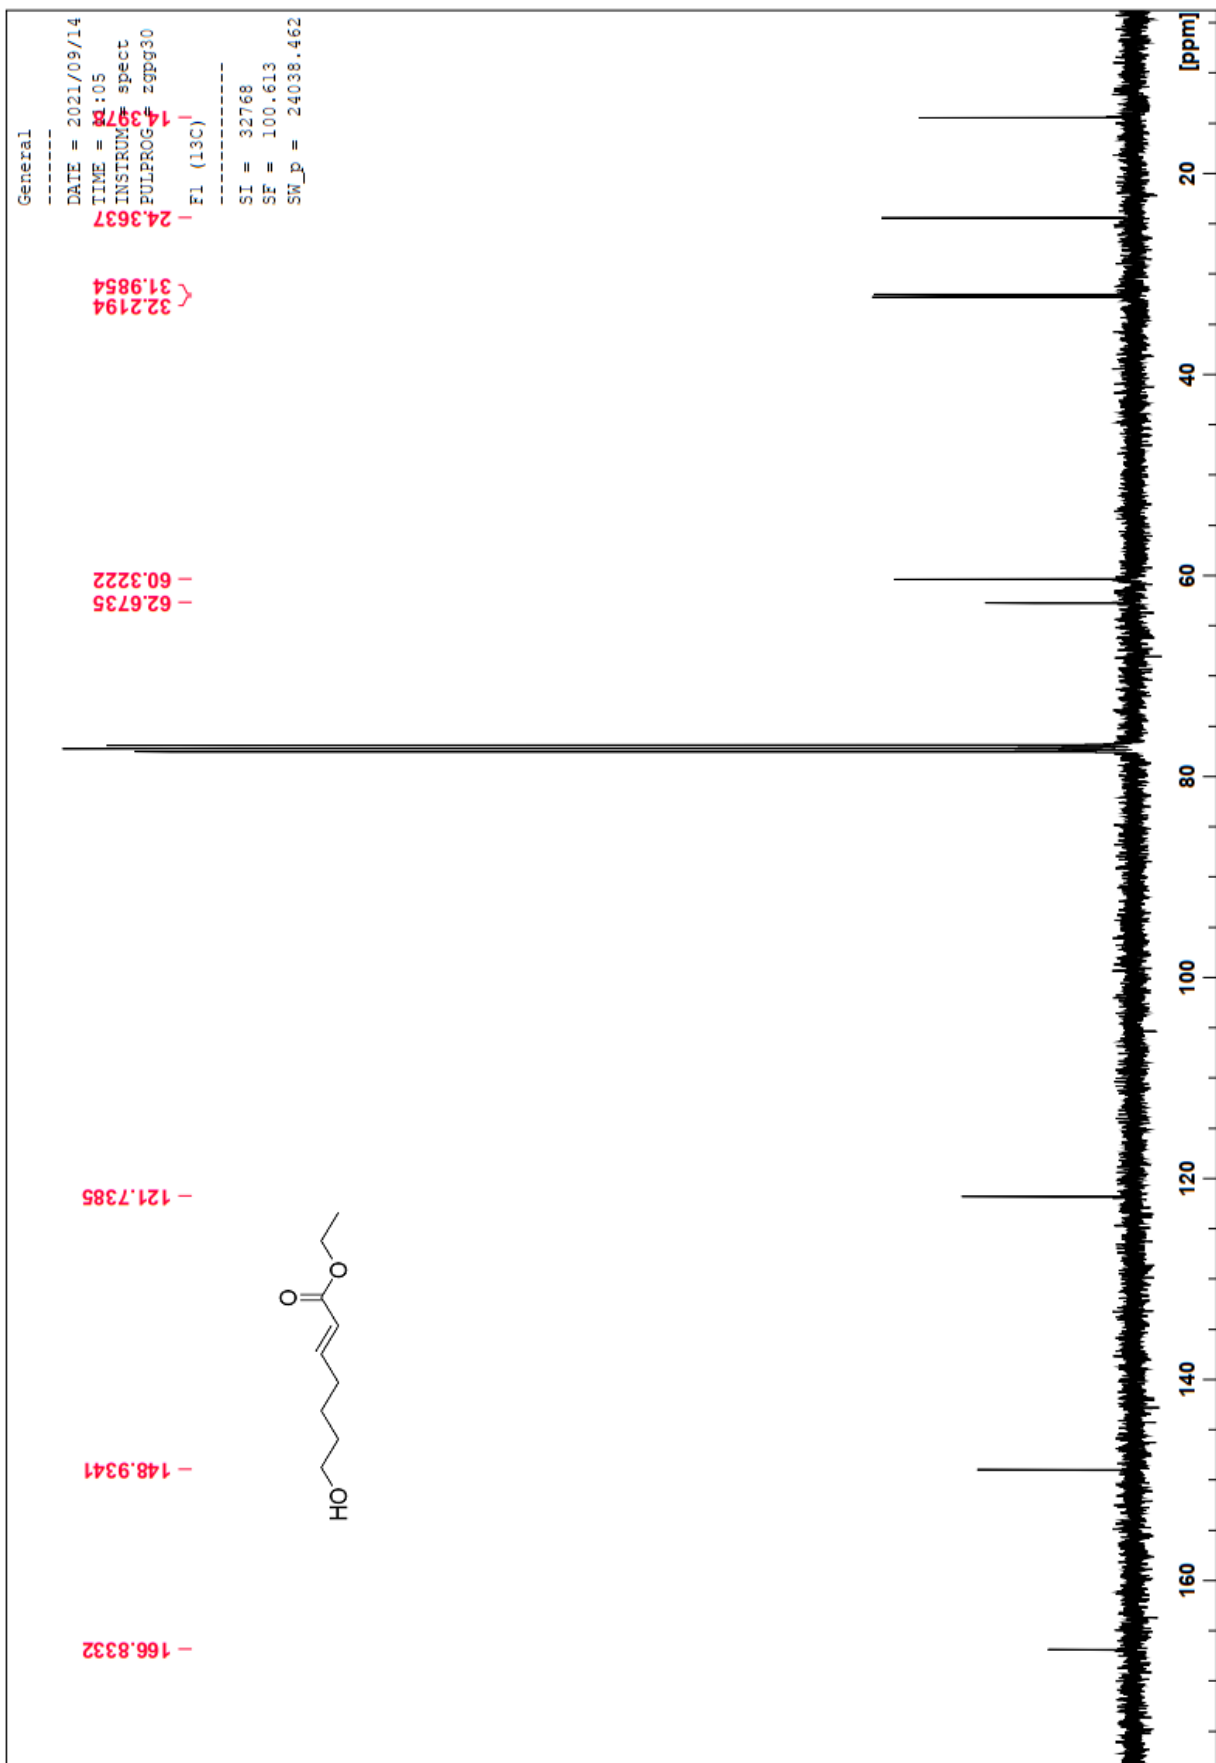 General
-------
DATE = 2021/09/14
TIME = :05
INSTRUM = spect
PULPROG = zgpg30
F1 (13C)
-----------
SI = 32768
SF = 100.613
SW_p = 24038.462
166.8332
148.9341
121.7385
62.6735
60.3222
32.2194
31.9854
24.3637
14.3978
HO
O
O
160
140
120
100
80
60
40
20
[ppm]